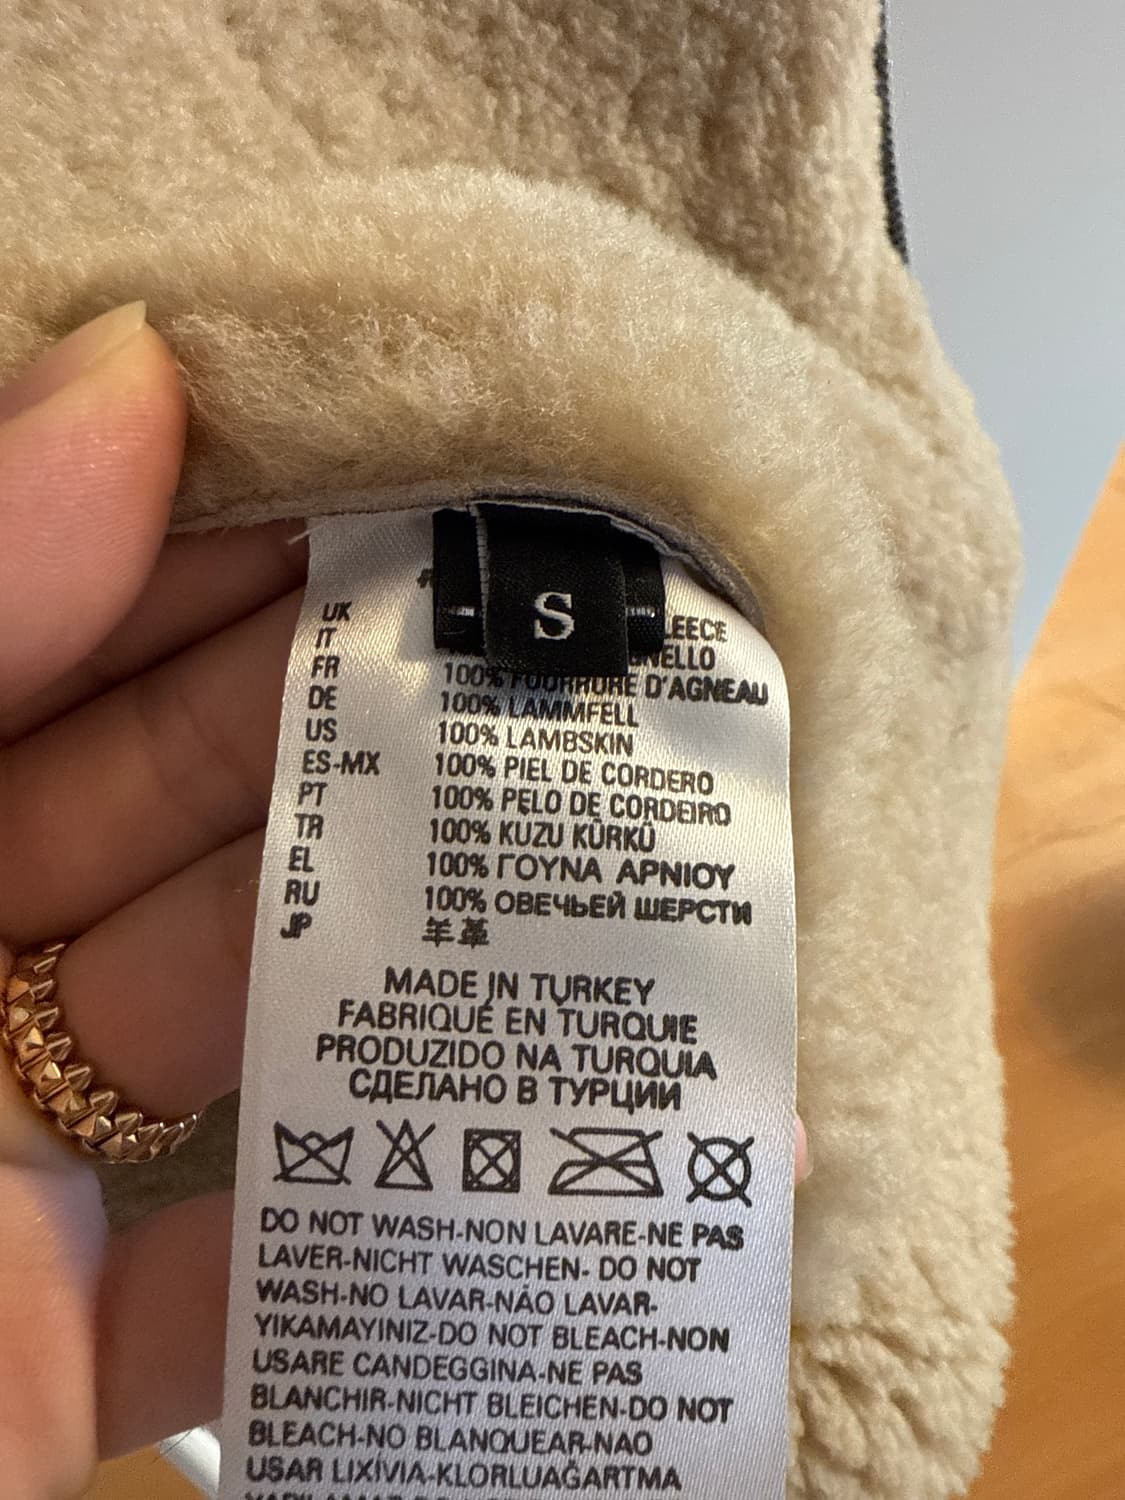 S
UK
IT
FR 100% FOURRURE D'AGNEAU
DE 100% LAMMFELL
US 100% LAMBSKIN
ES-MX 100% PIEL DE CORDERO
PT 100% PELO DE CORDEIRO
TR 100% KUZU KÜRKÜ
EL 100% ΓΟΥΝΑ ΑΡΝΙΟΥ
RU 100% ОВЕЧЬЕЙ ШЕРСТИ
JP 羊革
MADE IN TURKEY
FABRIQUÉ EN TURQUIE
PRODUZIDO NA TURQUIA
СДЕЛАНО В ТУРЦИИ
DO NOT WASH-NON LAVARE-NE PAS
LAVER-NICHT WASCHEN- DO NOT
WASH-NO LAVAR-NÃO LAVAR-
YIKAMAYINIZ-DO NOT BLEACH-NON
USARE CANDEGGINA-NE PAS
BLANCHIR-NICHT BLEICHEN-DO NOT
BLEACH-NO BLANQUEAR-NAO
USAR LIXÍVIA-KLORLUAĞARTMA